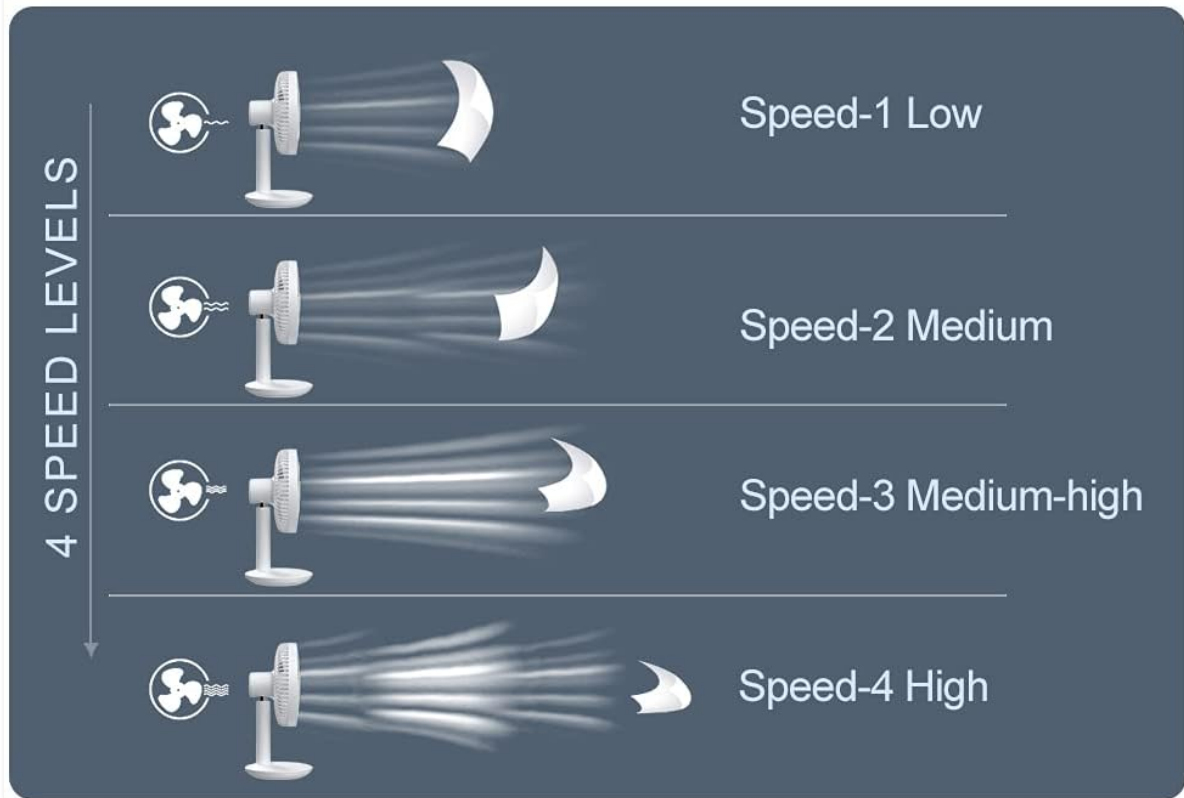 4 SPEED LEVELS
Speed-1 Low
Speed-2 Medium
Speed-3 Medium-high
Speed-4 High